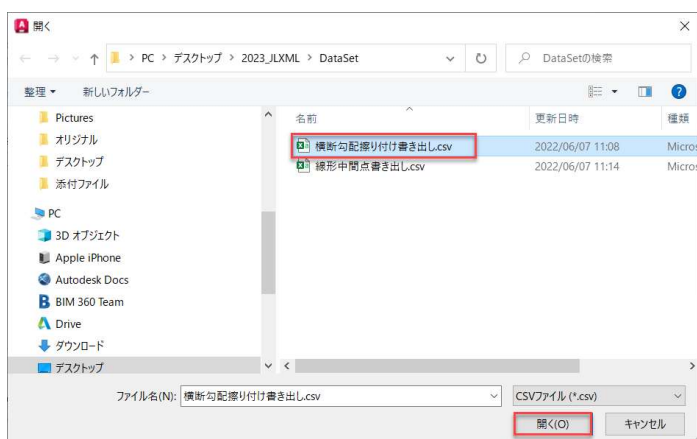 開く
PC > デスクトップ > 2023_JLXML > DataSet
DataSetの検索
整理 新しいフォルダー
名前 更新日時 種類
Pictures
オリジナル
デスクトップ
添付ファイル
PC
3D オブジェクト
Apple iPhone
Autodesk Docs
BIM 360 Team
Drive
ダウンロード
デスクトップ
横断勾配擦り付け書き出し.csv 2022/06/07 11:08 Micros
線形中間点書き出し.csv 2022/06/07 11:14 Micros
ファイル名(N): 横断勾配擦り付け書き出し.csv CSVファイル (*.csv)
開く(O) キャンセル